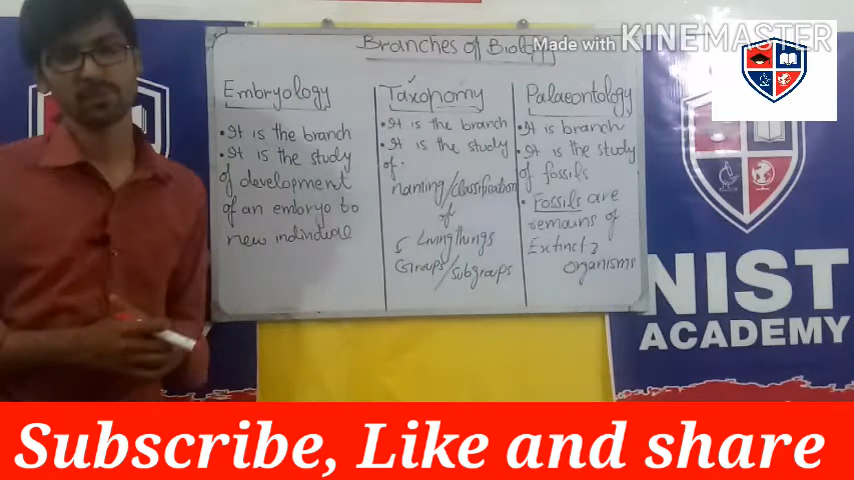 Branches of Biology
Made with KINEMASTER
Embryology
• It is the branch
• It is the study
of development
of an embryo to
new indindual
Taxonomy
• It is the branch
• It is the study
of.
naming/classification
of
Living things
Groups/subgroups
Palaeontology
• It is branch
• It is the study
of fossils
• Fossils are
remains of
Extinct
organisms
NIST
ACADEMY
Subscribe, Like and share